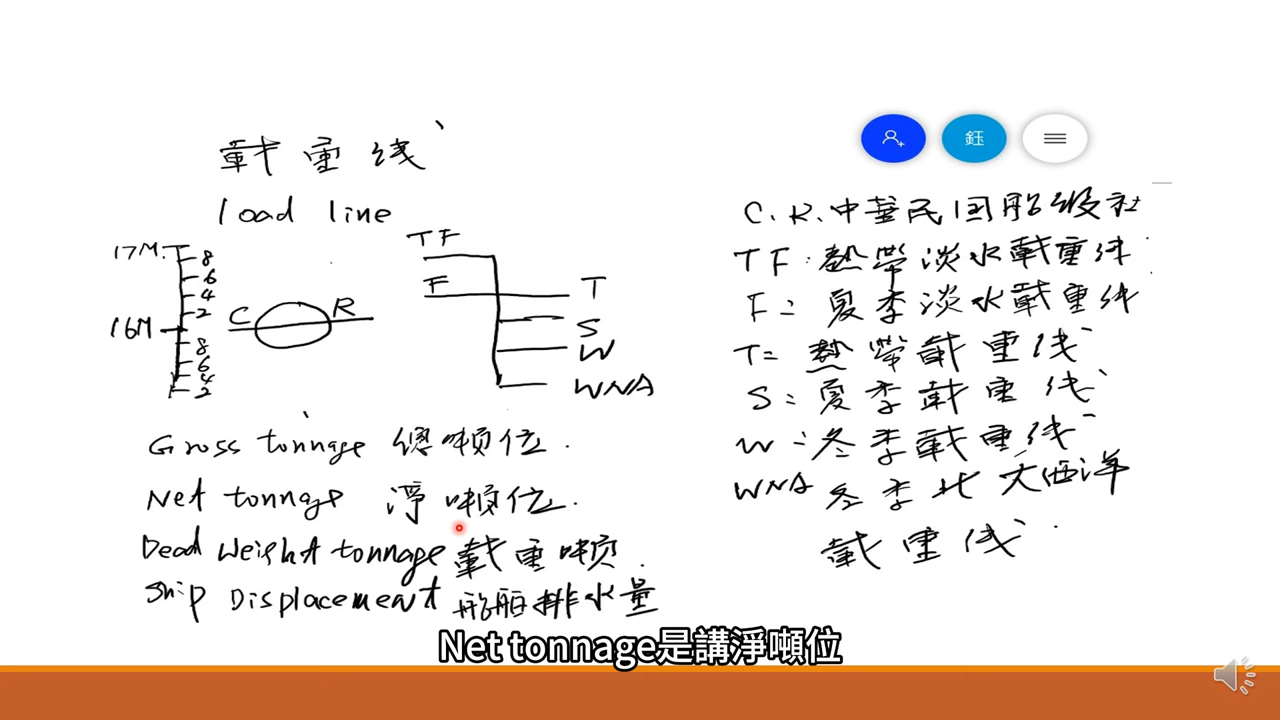 載重线
load line
17M 8
6
4
2
16M
8
6
4
2
C R
TF
F
T
S
W
WNA
Gross tonnage 總噸位.
Net tonnage 淨噸位.
Dead Weight tonnage 載重噸.
Ship Displacement 船舶排水量
鈺
C.R.中華民国船级社
TF:熱帶淡水載重线
F=夏季淡水載重线
T=熱帶載重线
S=夏季載重线
W=冬季載重线
WNA 冬季北大西洋
載重线
Net tonnage是講淨噸位